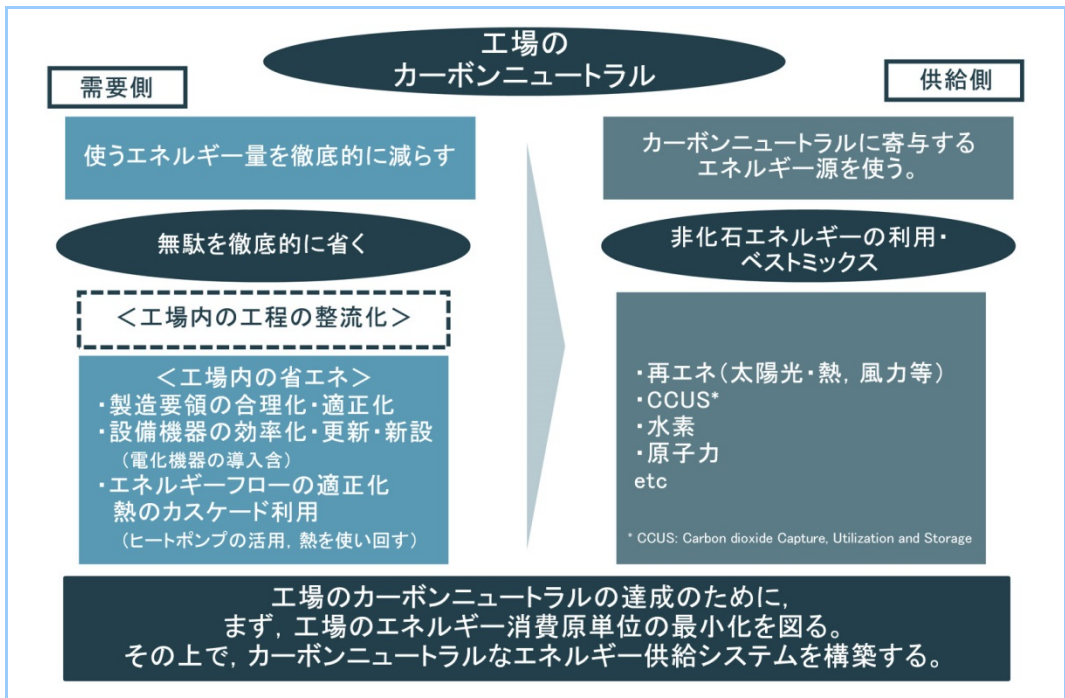 工場の
カーボンニュートラル
需要側
供給側
使うエネルギー量を徹底的に減らす
カーボンニュートラルに寄与する
エネルギー源を使う。
無駄を徹底的に省く
非化石エネルギーの利用・
ベストミックス
＜工場内の工程の整流化＞
＜工場内の省エネ＞
・製造要領の合理化・適正化
・設備機器の効率化・更新・新設
（電化機器の導入含）
・エネルギーフローの適正化
熱のカスケード利用
（ヒートポンプの活用, 熱を使い回す）
・再エネ（太陽光・熱, 風力等）
・CCUS*
・水素
・原子力
etc
* CCUS: Carbon dioxide Capture, Utilization and Storage
工場のカーボンニュートラルの達成のために,
まず, 工場のエネルギー消費原単位の最小化を図る。
その上で, カーボンニュートラルなエネルギー供給システムを構築する。